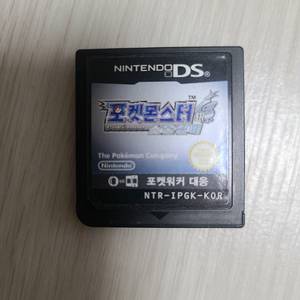 NINTENDO DS
™
포켓몬스터
The Pokémon Company
Nintendo
포켓워커 대응
NTR-IPGK-KOR